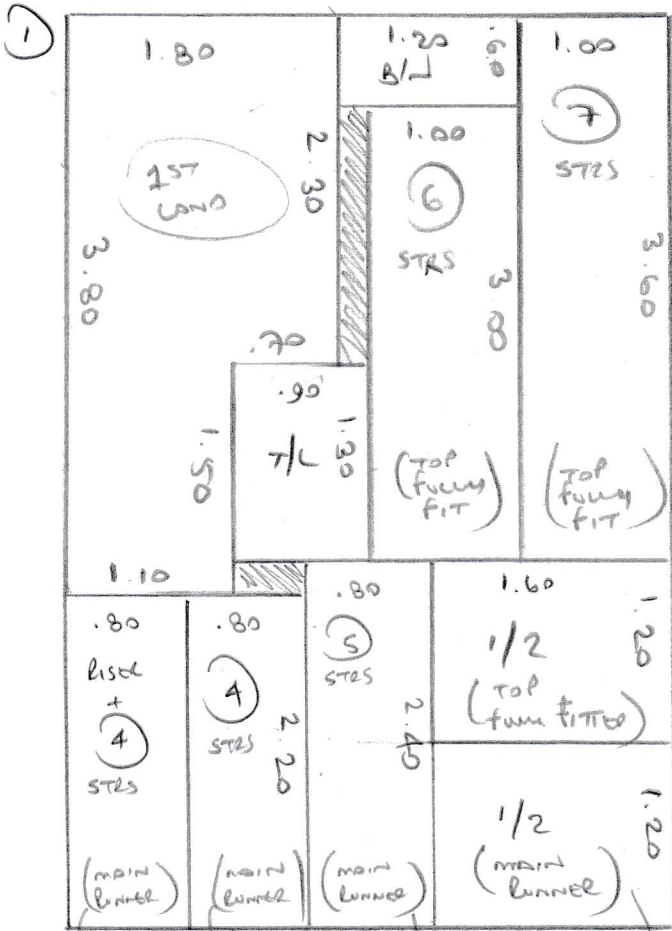 1
1.80
1ST
LAND
2.30
3.80
.70
1.50
1.10
1.20
B/L
.60
1.00
6
STRS
3.00
(TOP
FULLY
FIT)
1.00
7
STRS
3.60
(TOP
FULLY
FIT)
.90
T/L
1.30
.80
RISER
+
4
STRS
(MAIN
RUNNER)
.80
4
STRS
2.20
(MAIN
RUNNER)
.80
5
STRS
2.40
(MAIN
RUNNER)
1.60
1.20
1/2
(TOP
FITTED)
1.20
1/2
(MAIN
RUNNER)